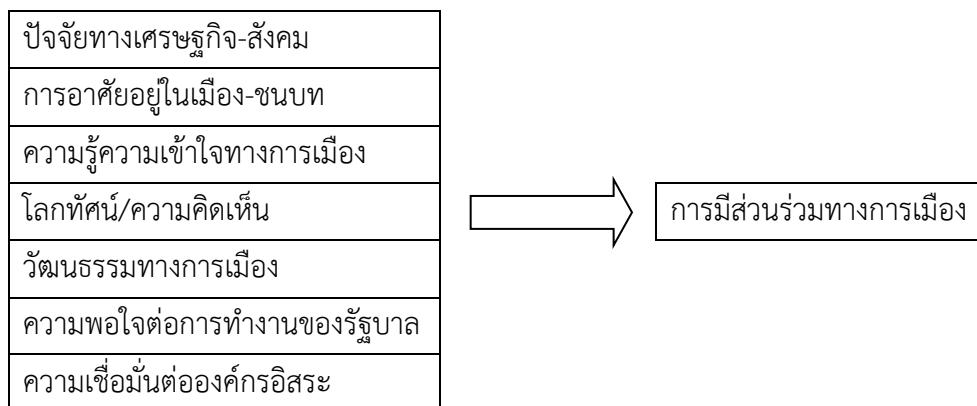 ปัจจัยทางเศรษฐกิจ-สังคม
การอาศัยอยู่ในเมือง-ชนบท
ความรู้ความเข้าใจทางการเมือง
โลกทัศน์/ความคิดเห็น
การมีส่วนร่วมทางการเมือง
วัฒนธรรมทางการเมือง
ความพอใจต่อการทำงานของรัฐบาล
ความเชื่อมั่นต่อองค์กรอิสระ